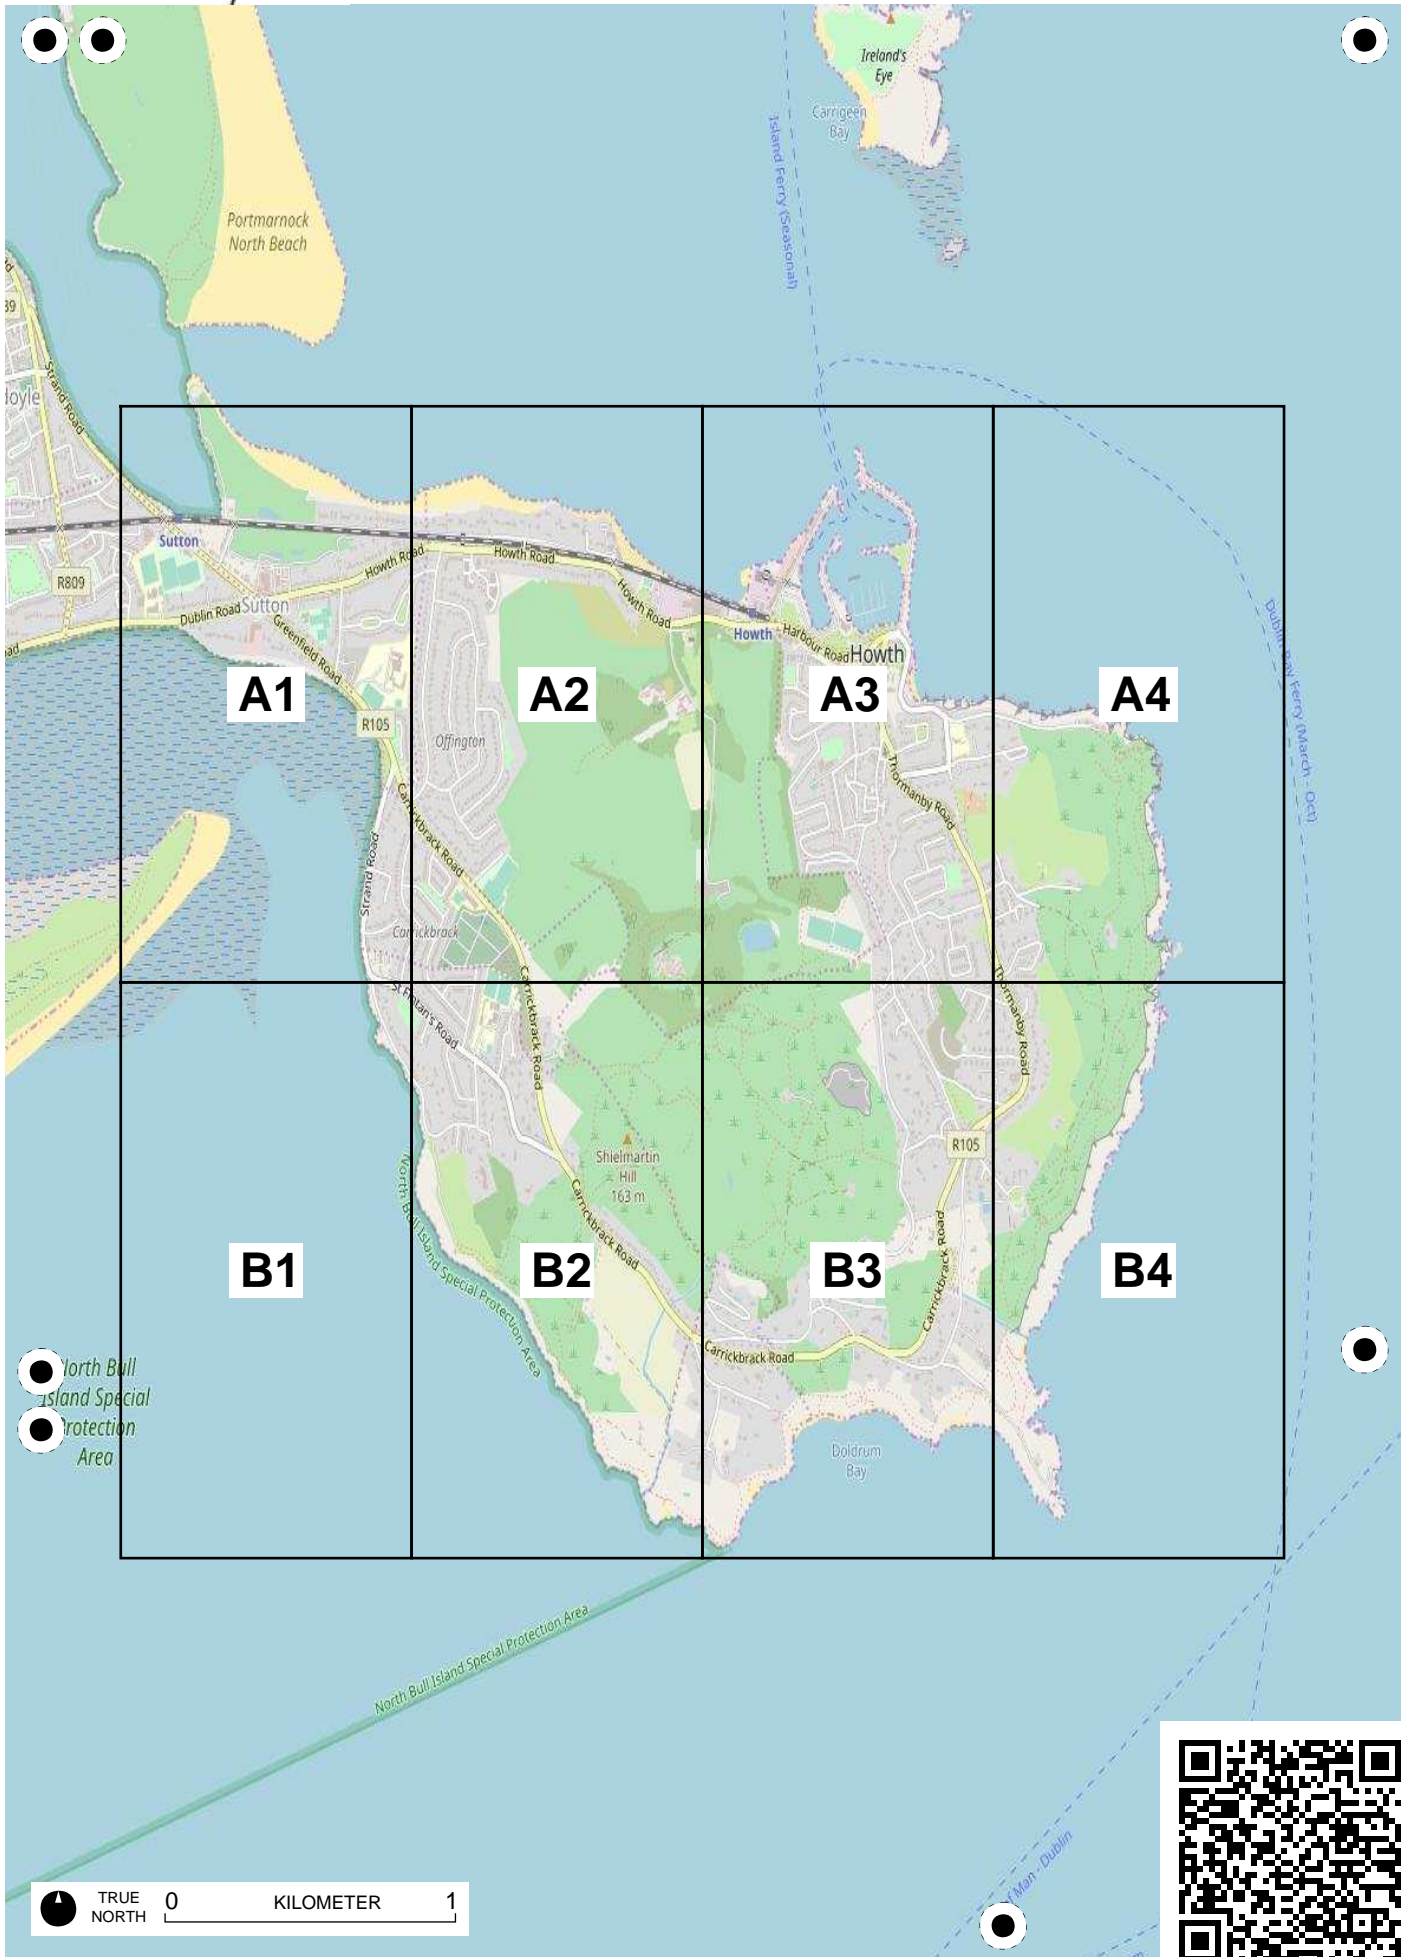 Ireland's
Eye
Carrigeen
Bay
Island Ferry (Seasonal)
Portmarnock
North Beach
Strand Road
Sutton
Howth Road
Howth Road
Howth Road
R809
Dublin Road
Sutton
Greenfield Road
Howth
Harbour Road
Howth
Dublin Bay Ferry (March - Oct)
A1
A2
A3
A4
R105
Offington
Thormanby Road
Carrickbrack Road
Strand Road
Carrickbrack
St Fintan's Road
Carrickbrack Road
Thormanby Road
R105
Shielmartin
Hill
163 m
North Bull Island Special Protection Area
Carrickbrack Road
Carrickbrack Road
B1
B2
B3
B4
Carrickbrack Road
North Bull
Island Special
Protection
Area
Doldrum
Bay
North Bull Island Special Protection Area
f Man - Dublin
TRUE
NORTH
0 KILOMETER 1